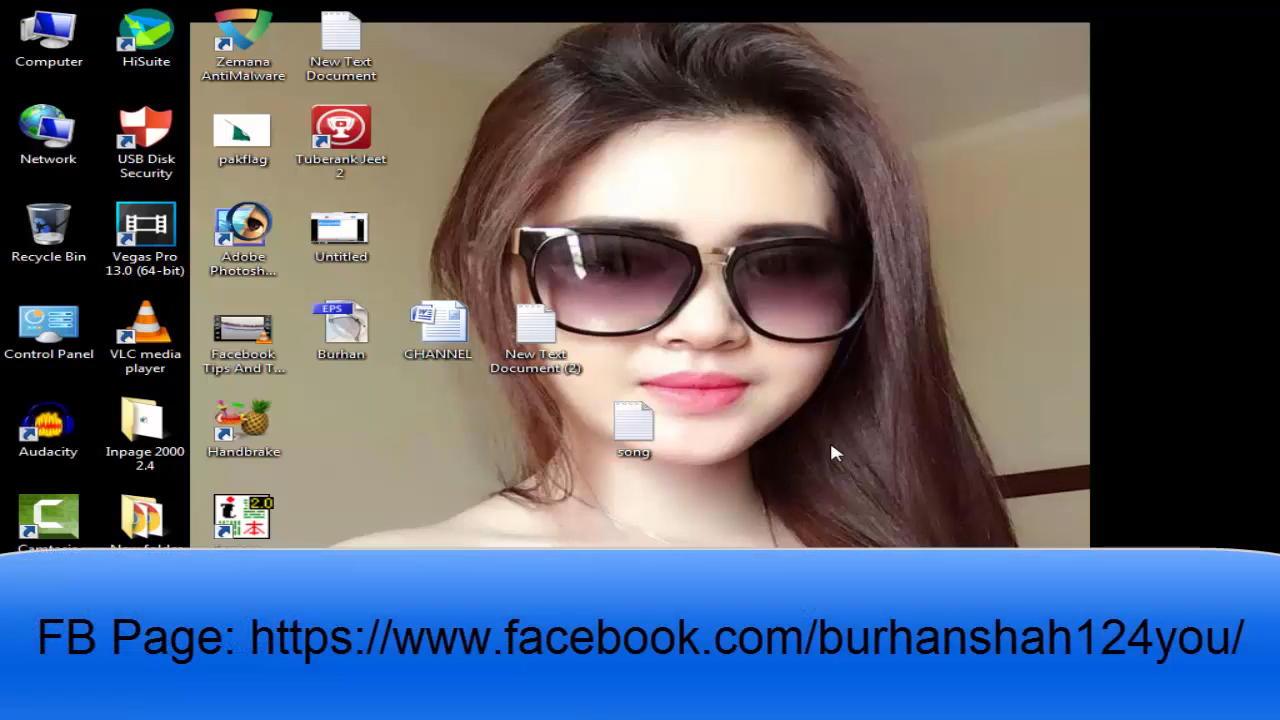 Computer
HiSuite
Zemana
AntiMalware
New Text
Document
Network
USB Disk
Security
pakflag
Tuberank Jeet
2
Recycle Bin
Vegas Pro
13.0 (64-bit)
Adobe
Photosh...
Untitled
Control Panel
VLC media
player
Facebook
Tips And T...
EPS
Burhan
CHANNEL
New Text
Document (2)
Audacity
Inpage 2000
2.4
Handbrake
song
2.0
本
FB Page: https://www.facebook.com/burhanshah124you/